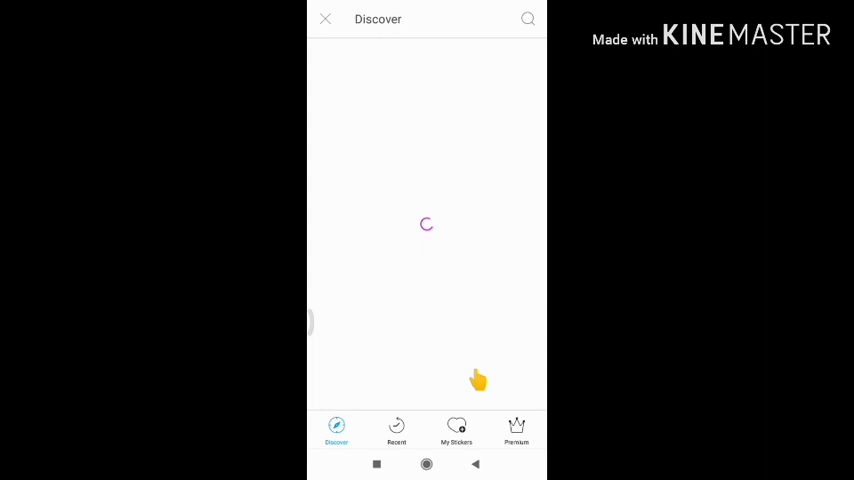 Discover
Made with KINEMASTER
Discover
Recent
My Stickers
Premium